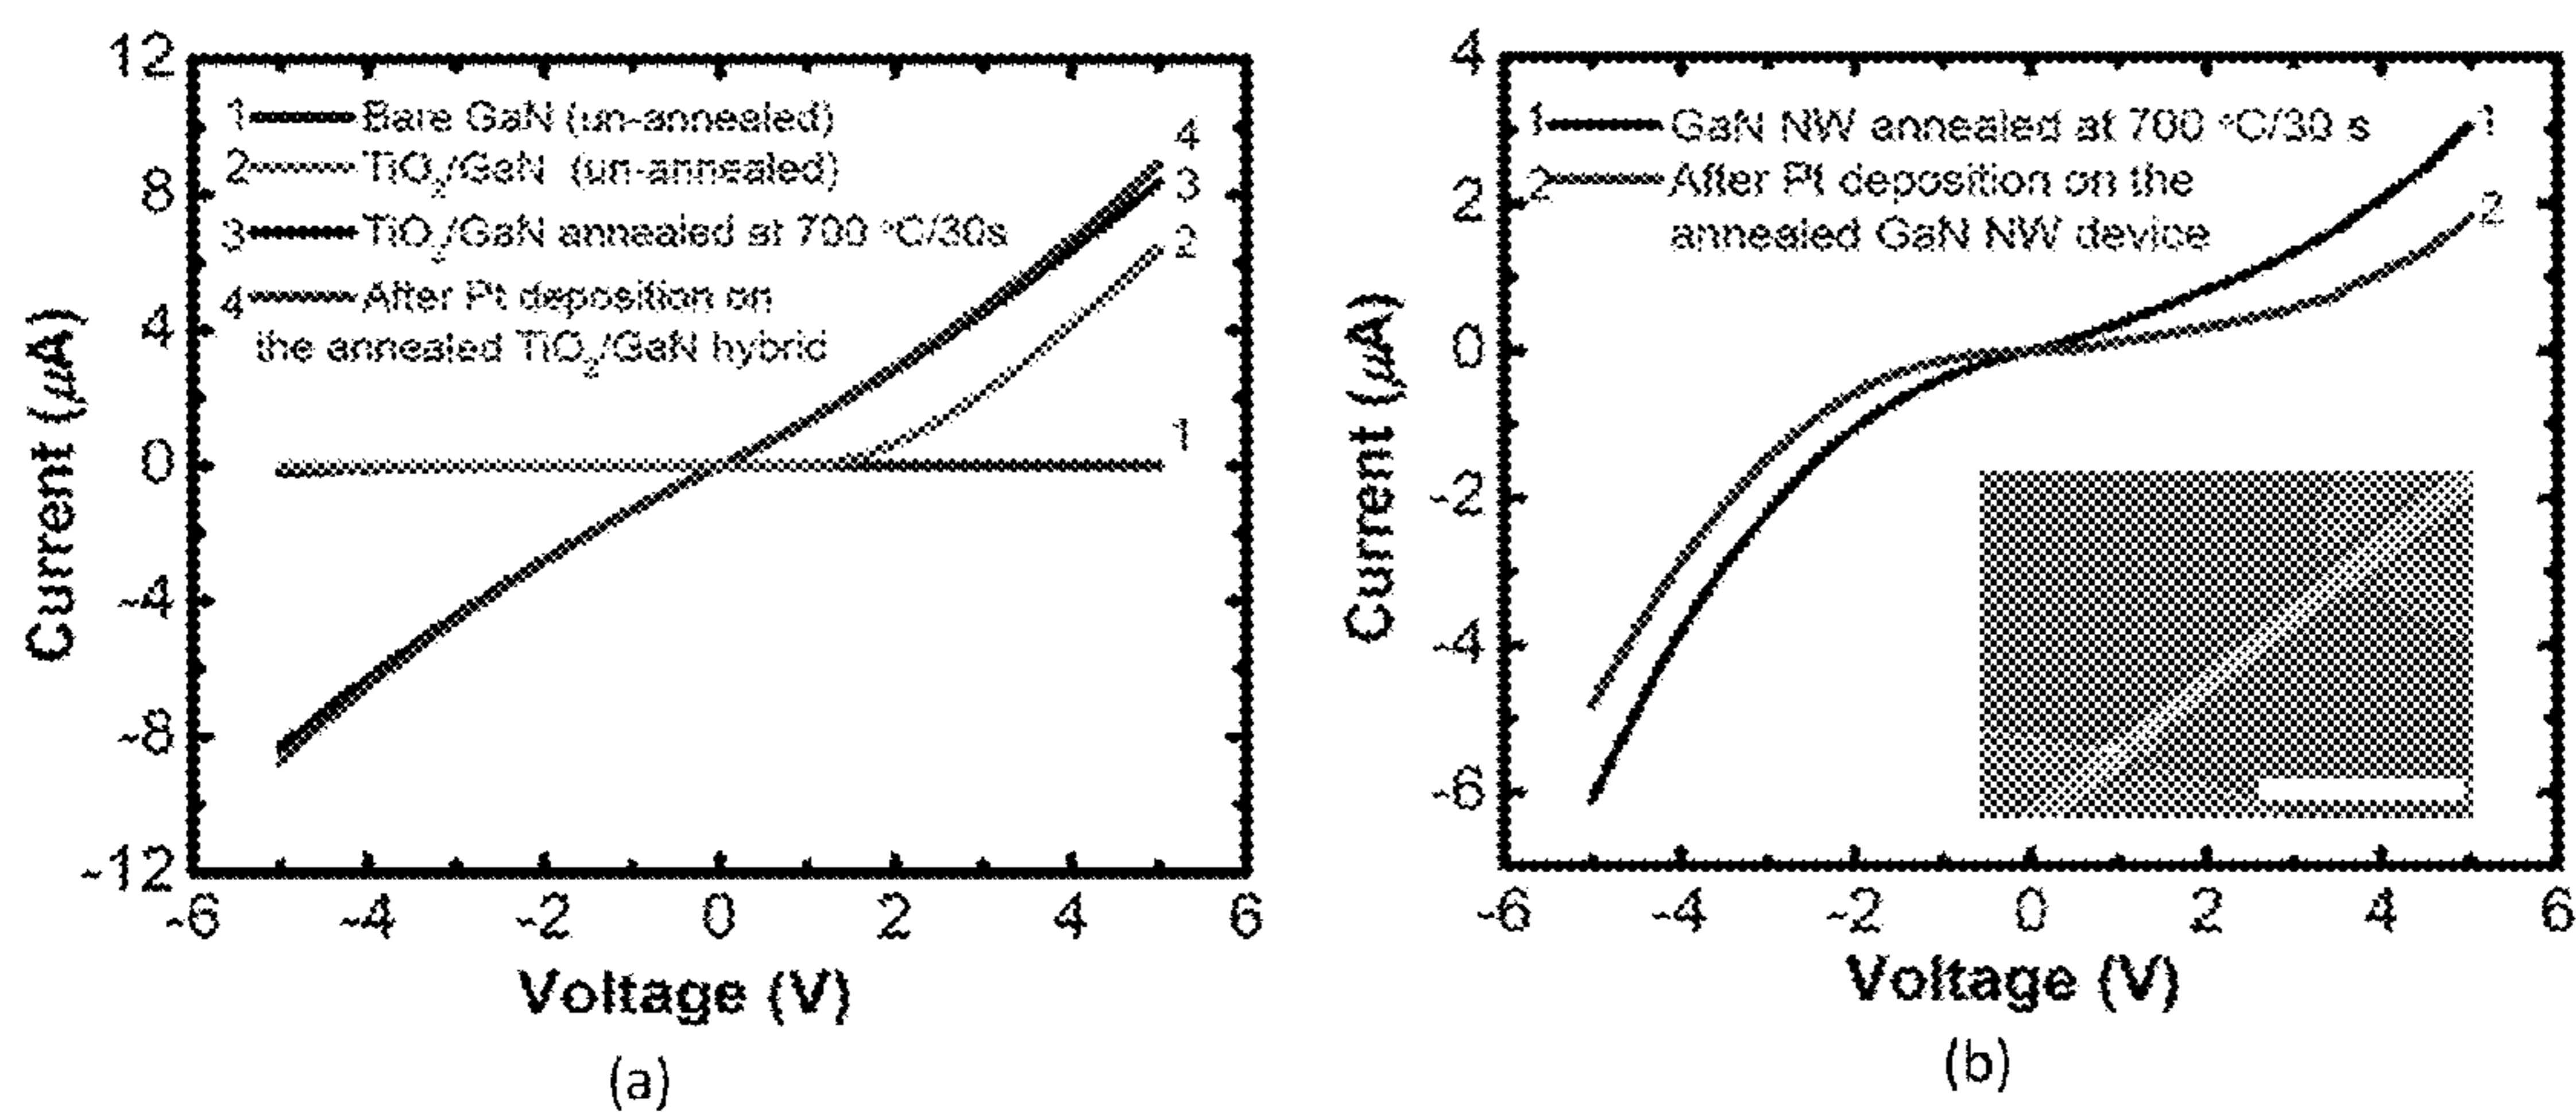 12
8
4
0
-4
-8
-12
Current (μA)
1 Bare GaN (un-annealed)
2 TiO2/GaN (un-annealed)
3 TiO2/GaN annealed at 700 °C/30s
4 After Pt deposition on
the annealed TiO2/GaN hybrid
4
3
2
1
-6 -4 -2 0 2 4 6
Voltage (V)
(a)
4
2
0
-2
-4
-6
Current (μA)
1 GaN NW annealed at 700 °C/30 s
2 After Pt deposition on the
annealed GaN NW device
1
2
-6 -4 -2 0 2 4 6
Voltage (V)
(b)